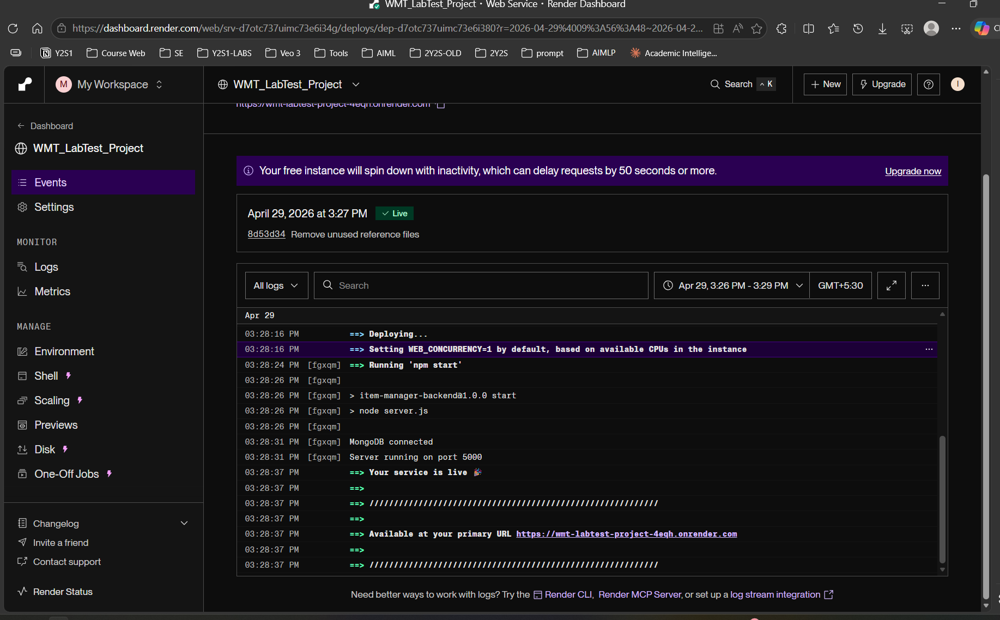 WMT_LabTest_Project · Web Service · Render Dashboard
https://dashboard.render.com/web/srv-d7otc737uimc73e6i34g/deploys/dep-d7otc737uimc73e6i380?r=2026-04-29%4009%3A56%3A48~2026-04-2...
Y2S1 Course Web SE Y2S1-LABS Veo 3 Tools AIML 2Y2S-OLD 2Y2S prompt AIMLP Academic Intellige...
M My Workspace WMT_LabTest_Project Search ^ K + New Upgrade I
https://wmt-labtest-project-4eqh.onrender.com
← Dashboard
WMT_LabTest_Project
Events
Settings
MONITOR
Logs
Metrics
MANAGE
Environment
Shell
Scaling
Previews
Disk
One-Off Jobs
Changelog
Invite a friend
Contact support
Render Status
Your free instance will spin down with inactivity, which can delay requests by 50 seconds or more. Upgrade now
April 29, 2026 at 3:27 PM ✓ Live
8d53d34 Remove unused reference files
All logs Search Apr 29, 3:26 PM - 3:29 PM GMT+5:30 ...
Apr 29
03:28:16 PM ==> Deploying...
03:28:16 PM ==> Setting WEB_CONCURRENCY=1 by default, based on available CPUs in the instance ...
03:28:24 PM [fgxqm] ==> Running 'npm start'
03:28:26 PM [fgxqm]
03:28:26 PM [fgxqm] > item-manager-backend@1.0.0 start
03:28:26 PM [fgxqm] > node server.js
03:28:26 PM [fgxqm]
03:28:31 PM [fgxqm] MongoDB connected
03:28:31 PM [fgxqm] Server running on port 5000
03:28:37 PM ==> Your service is live 🎉
03:28:37 PM ==>
03:28:37 PM ==> ///////////////////////////////////////////////////////////
03:28:37 PM ==>
03:28:37 PM ==> Available at your primary URL https://wmt-labtest-project-4eqh.onrender.com
03:28:37 PM ==>
03:28:37 PM ==> ///////////////////////////////////////////////////////////
Need better ways to work with logs? Try the Render CLI, Render MCP Server, or set up a log stream integration